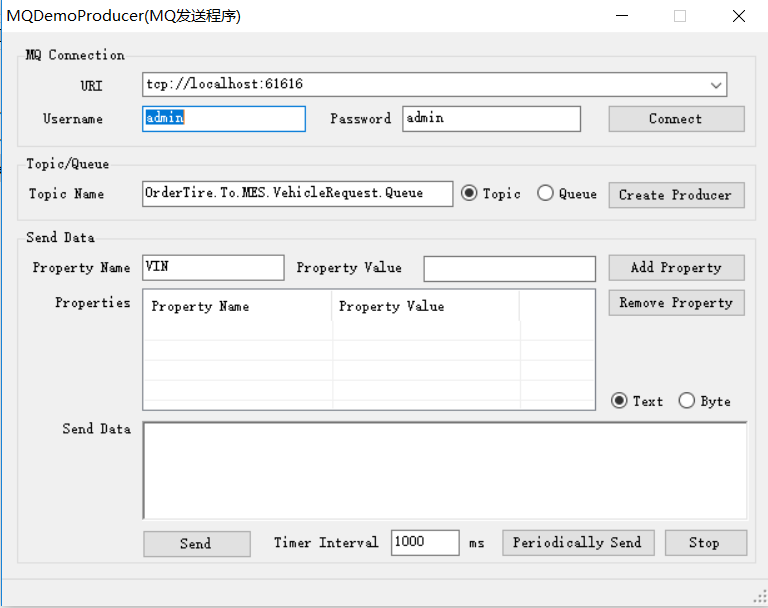 MQDemoProducer(MQ发送程序)
MQ Connection
URI tcp://localhost:61616
Username admin Password admin Connect
Topic/Queue
Topic Name OrderTire.To.MES.VehicleRequest.Queue Topic Queue Create Producer
Send Data
Property Name VIN Property Value Add Property
Properties Property Name Property Value Remove Property
Text Byte
Send Data
Send Timer Interval 1000 ms Periodically Send Stop